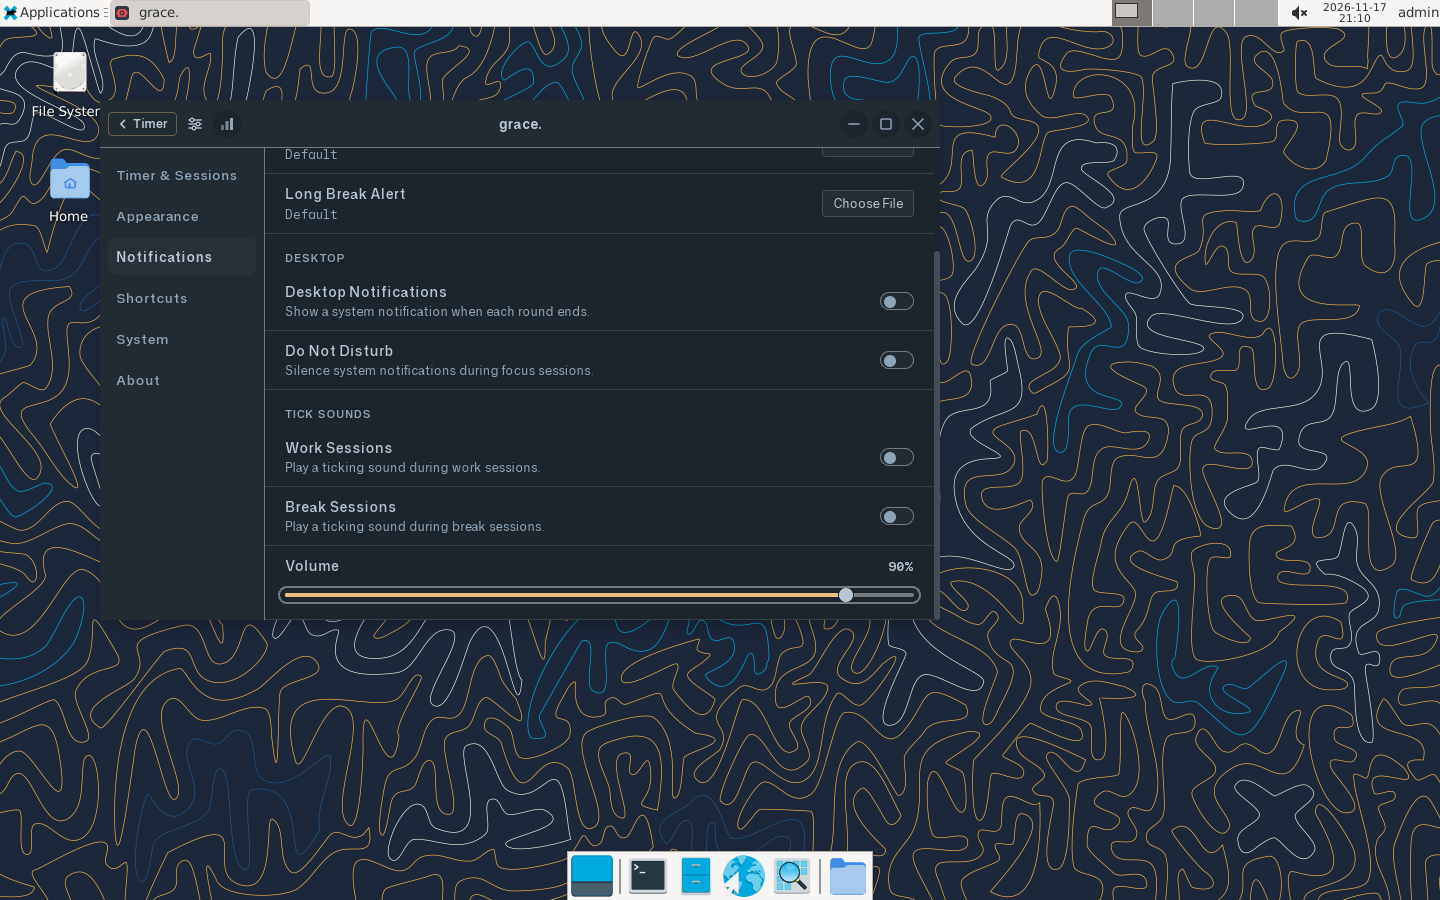 Applications
grace.
2026-11-17
21:10
admin
File System
Home
Timer
grace.
Timer & Sessions
Appearance
Notifications
Shortcuts
System
About
Default
Long Break Alert
Default
Choose File
DESKTOP
Desktop Notifications
Show a system notification when each round ends.
Do Not Disturb
Silence system notifications during focus sessions.
TICK SOUNDS
Work Sessions
Play a ticking sound during work sessions.
Break Sessions
Play a ticking sound during break sessions.
Volume
90%